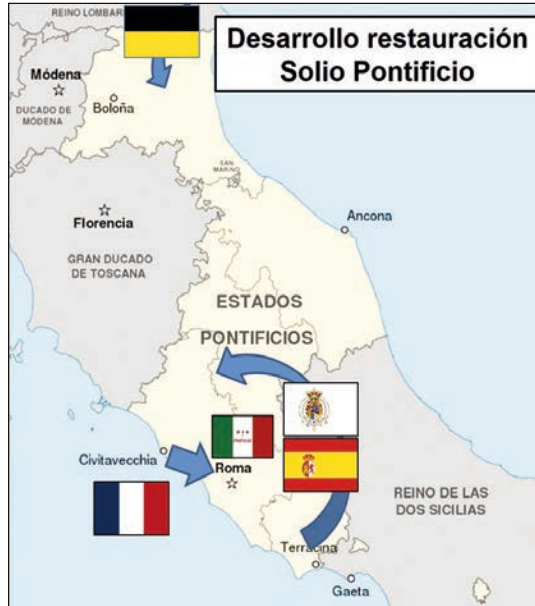 REINO LOMBAR
Desarrollo restauración
Solio Pontificio
Módena
DUCADO DE
MÓDENA
Boloña
SAN
MARINO
Ancona
Florencia
GRAN DUCADO
DE TOSCANA
ESTADOS
PONTIFICIOS
Civitavecchia
Roma
REINO DE LAS
DOS SICILIAS
Terracina
Gaeta